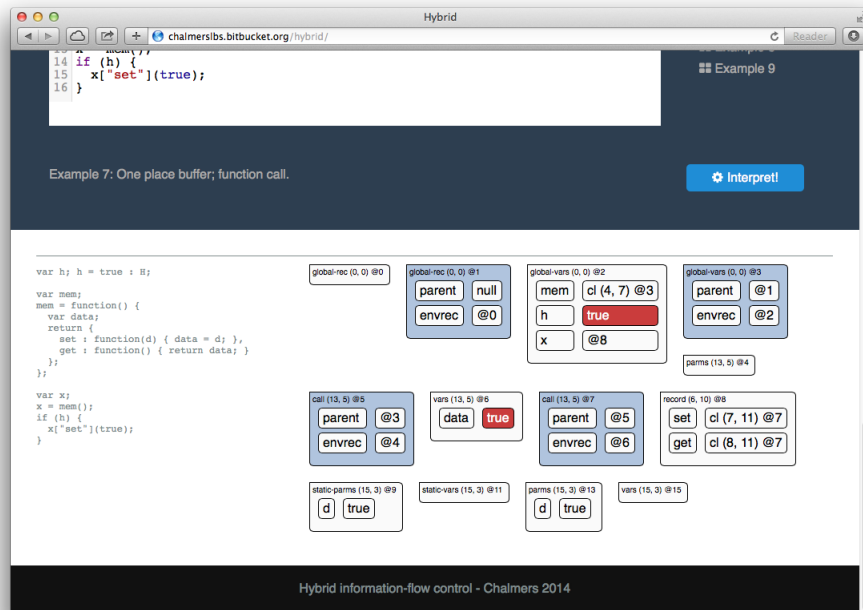 Hybrid
chalmerslbs.bitbucket.org/hybrid/
Reader
14 if (h) {
15   x["set"](true);
16 }
Example 9
Example 7: One place buffer; function call.
Interpret!
var h; h = true : H;
var mem;
mem = function() {
  var data;
  return {
    set : function(d) { data = d; },
    get : function() { return data; }
  };
};
var x;
x = mem();
if (h) {
  x["set"](true);
}
global-rec (0, 0) @0
global-rec (0, 0) @1
parent null
envrec @0
global-vars (0, 0) @2
mem cl (4, 7) @3
h true
x @8
global-vars (0, 0) @3
parent @1
envrec @2
parms (13, 5) @4
call (13, 5) @5
parent @3
envrec @4
vars (13, 5) @6
data true
call (13, 5) @7
parent @5
envrec @6
record (6, 10) @8
set cl (7, 11) @7
get cl (8, 11) @7
static-parms (15, 3) @9
d true
static-vars (15, 3) @11
parms (15, 3) @13
d true
vars (15, 3) @15
Hybrid information-flow control - Chalmers 2014